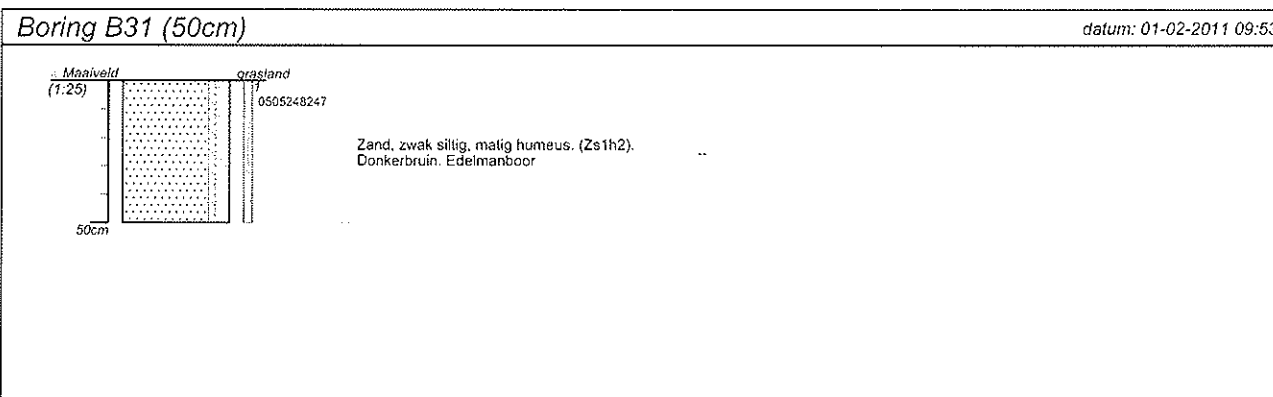 Boring B31 (50cm)
datum: 01-02-2011 09:53
Maaiveld
grasland
(1:25)
1
0505248247
Zand, zwak siltig, matig humeus. (Zs1h2).
Donkerbruin. Edelmanboor
50cm